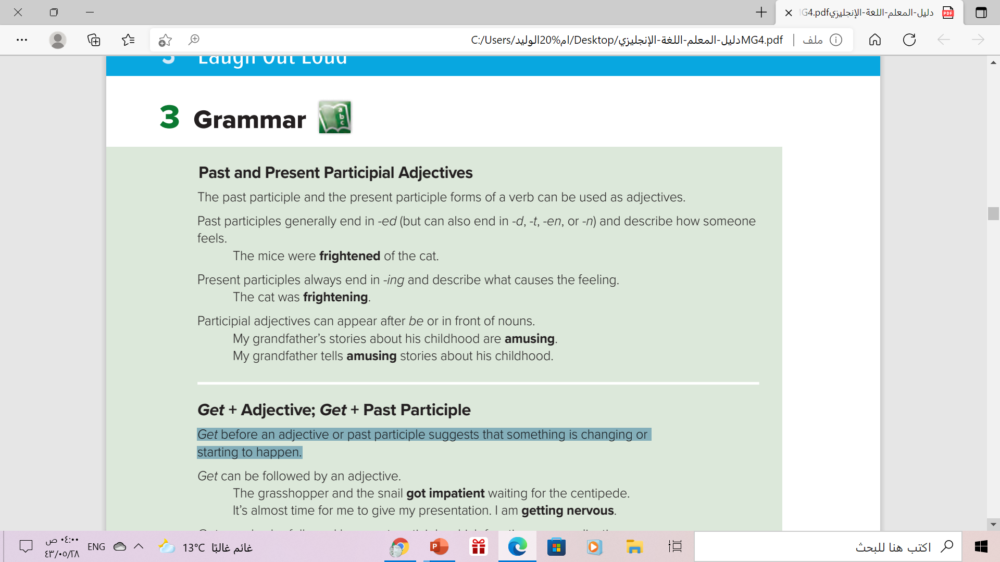 دليل-المعلم-اللغة-الإنجليزيMG4.pdf
C:/Users/ام%20الوليد/Desktop/دليل-المعلم-اللغة-الإنجليزيMG4.pdf
ملف
Laugh Out Loud
3 Grammar
a
b
c
Past and Present Participial Adjectives
The past participle and the present participle forms of a verb can be used as adjectives.
Past participles generally end in -ed (but can also end in -d, -t, -en, or -n) and describe how someone
feels.
The mice were frightened of the cat.
Present participles always end in -ing and describe what causes the feeling.
The cat was frightening.
Participial adjectives can appear after be or in front of nouns.
My grandfather’s stories about his childhood are amusing.
My grandfather tells amusing stories about his childhood.
Get + Adjective; Get + Past Participle
Get before an adjective or past participle suggests that something is changing or
starting to happen.
Get can be followed by an adjective.
The grasshopper and the snail got impatient waiting for the centipede.
It’s almost time for me to give my presentation. I am getting nervous.
٠٤:٠٠ ص
٤٣/٠٥/٢٨
ENG
13°C غائم غالبًا
اكتب هنا للبحث